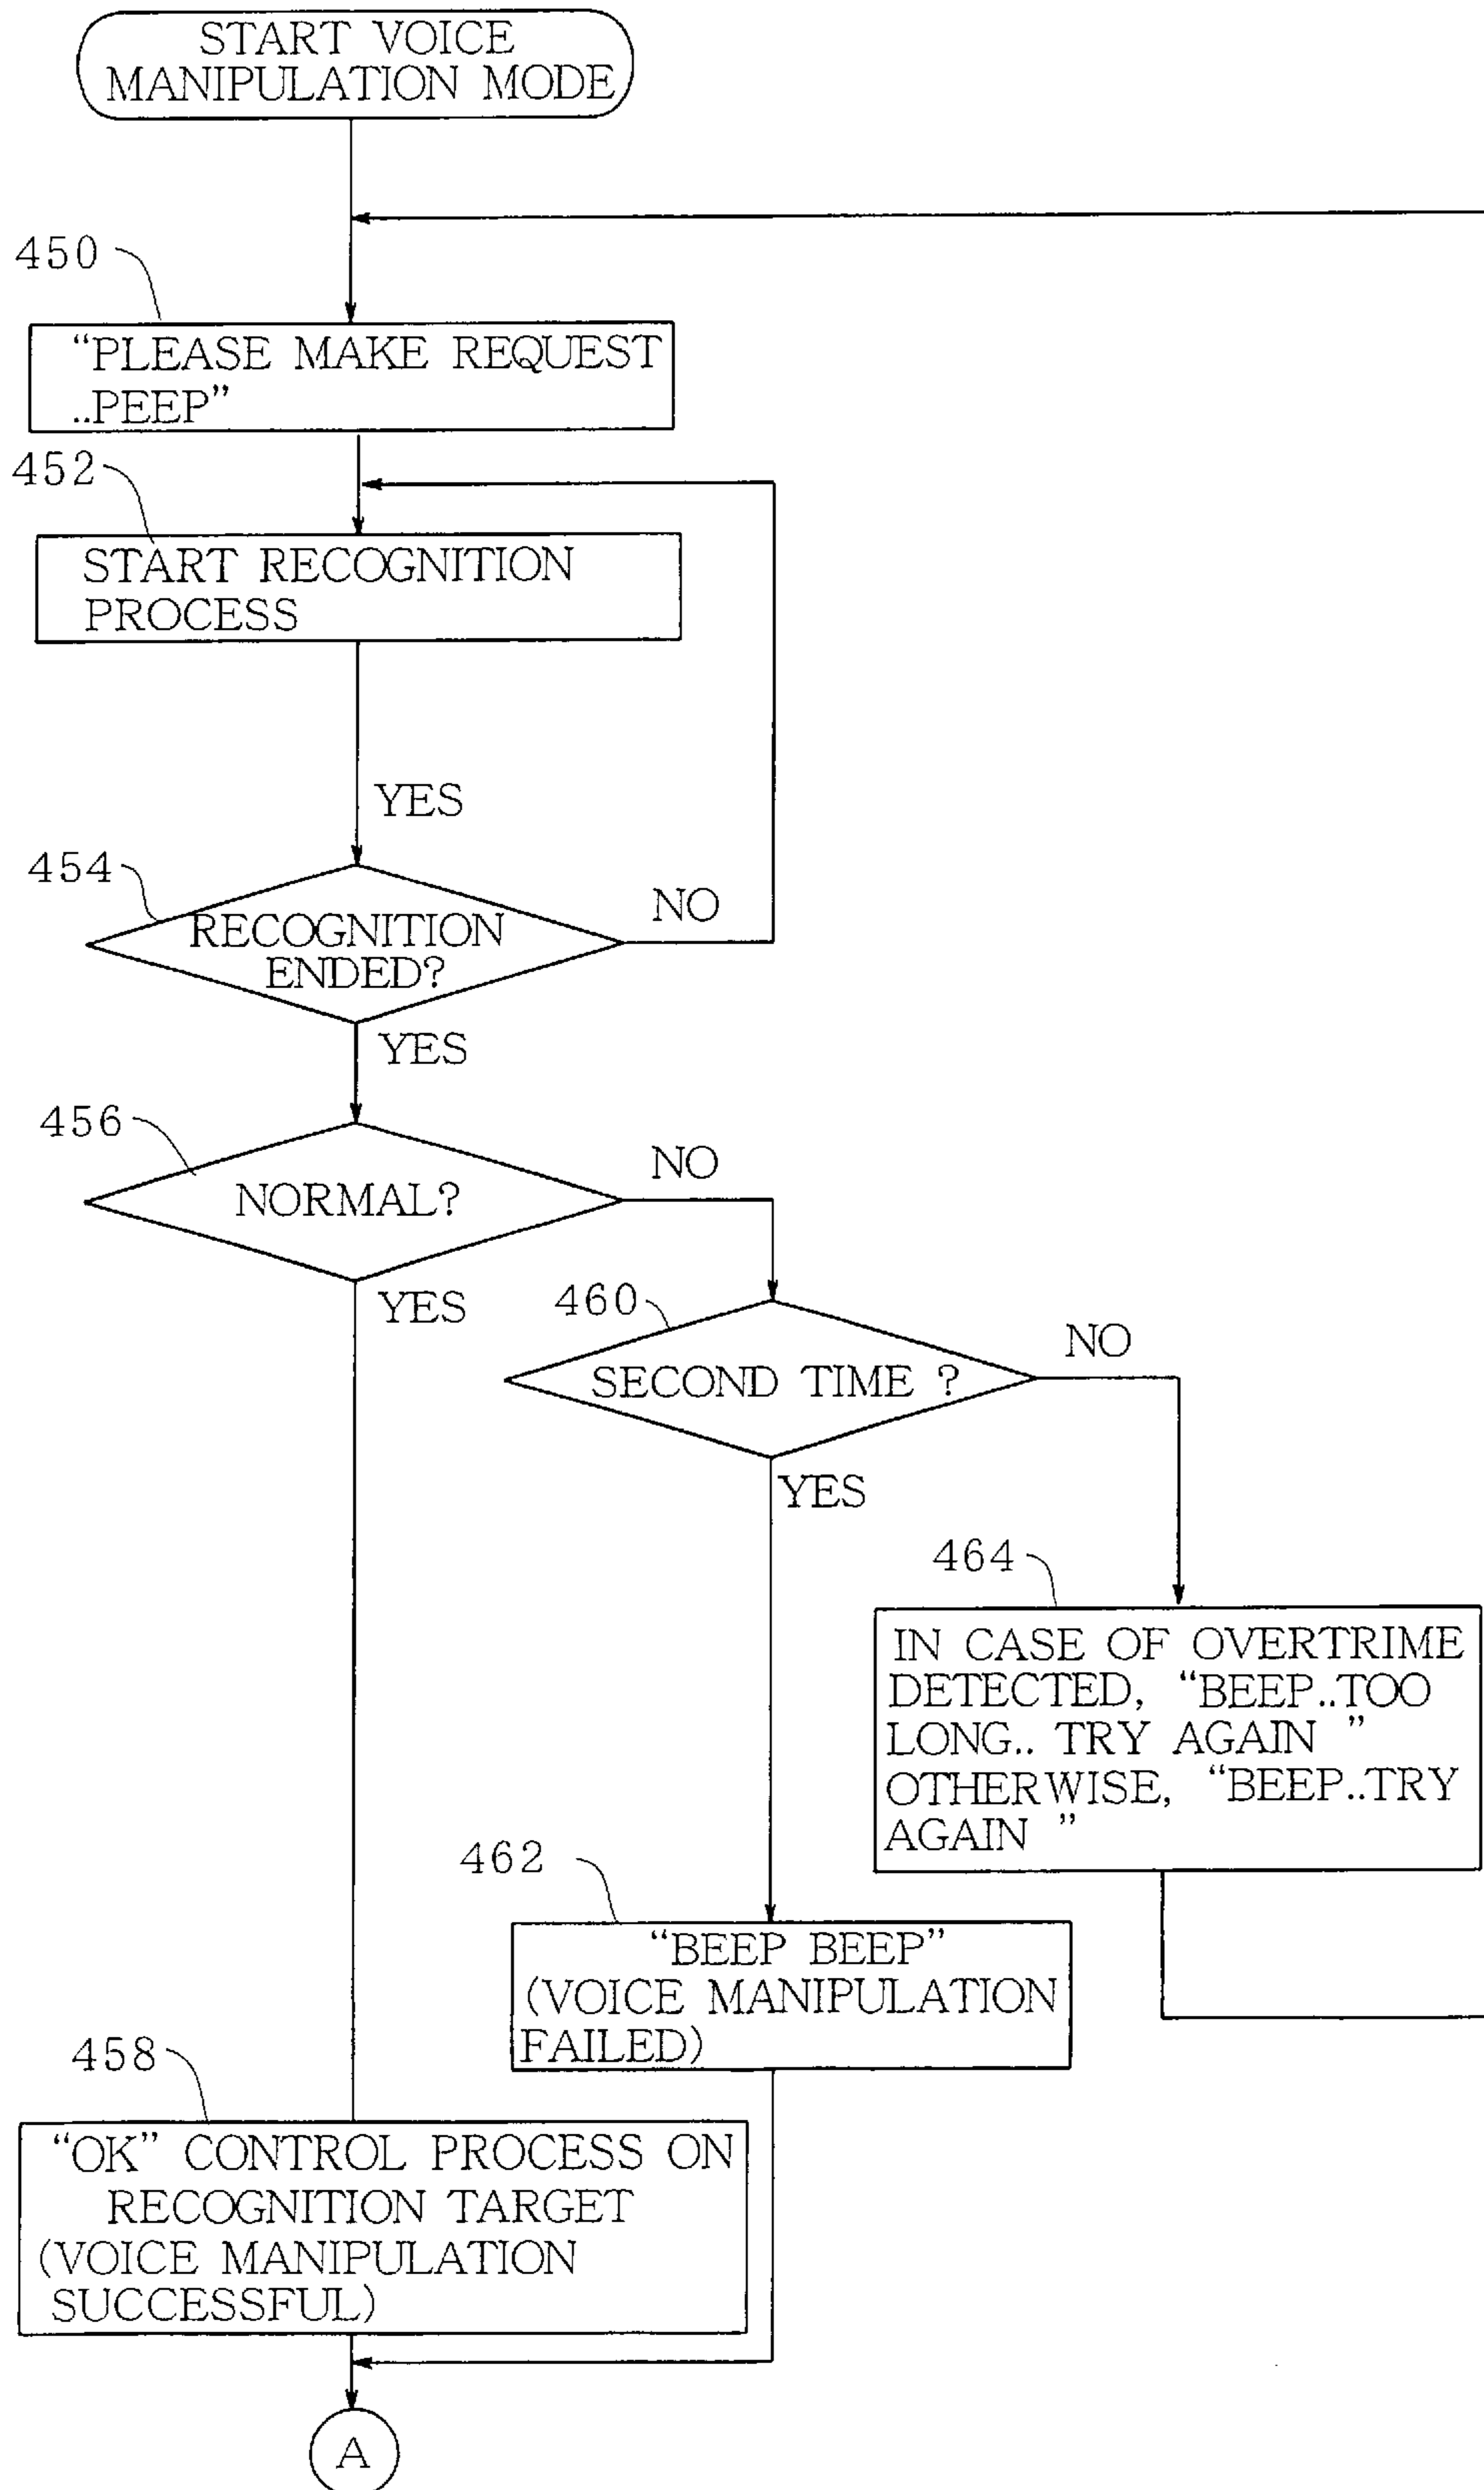 START VOICE
MANIPULATION MODE
450
“PLEASE MAKE REQUEST
..PEEP”
452
START RECOGNITION
PROCESS
YES
454
RECOGNITION
ENDED?
NO
YES
456
NORMAL?
NO
YES
460
SECOND TIME ?
NO
YES
464
IN CASE OF OVERTRIME
DETECTED, “BEEP..TOO
LONG.. TRY AGAIN ”
OTHERWISE, “BEEP..TRY
AGAIN ”
462
“BEEP BEEP”
(VOICE MANIPULATION
FAILED)
458
“OK” CONTROL PROCESS ON
RECOGNITION TARGET
(VOICE MANIPULATION
SUCCESSFUL)
A